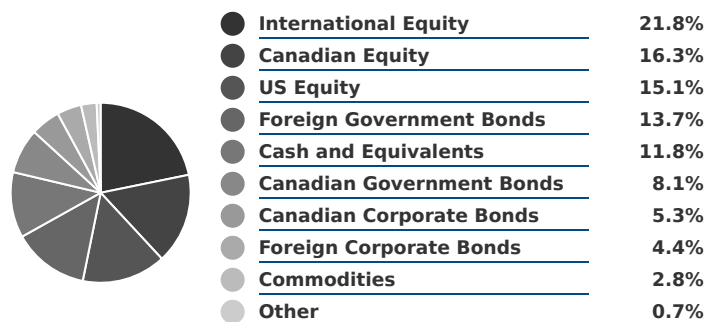 International Equity 21.8%
Canadian Equity 16.3%
US Equity 15.1%
Foreign Government Bonds 13.7%
Cash and Equivalents 11.8%
Canadian Government Bonds 8.1%
Canadian Corporate Bonds 5.3%
Foreign Corporate Bonds 4.4%
Commodities 2.8%
Other 0.7%